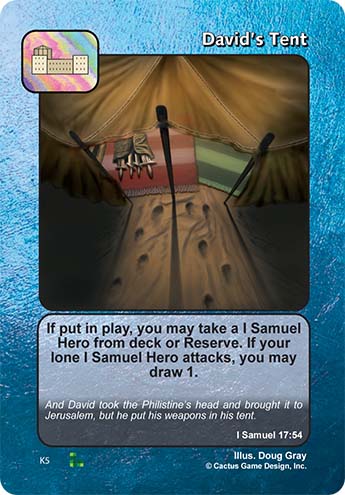 David's Tent
If put in play, you may take a I Samuel
Hero from deck or Reserve. If your
lone I Samuel Hero attacks, you may
draw 1.
And David took the Philistine's head and brought it to
Jerusalem, but he put his weapons in his tent.
I Samuel 17:54
K5
Illus. Doug Gray
© Cactus Game Design, Inc.